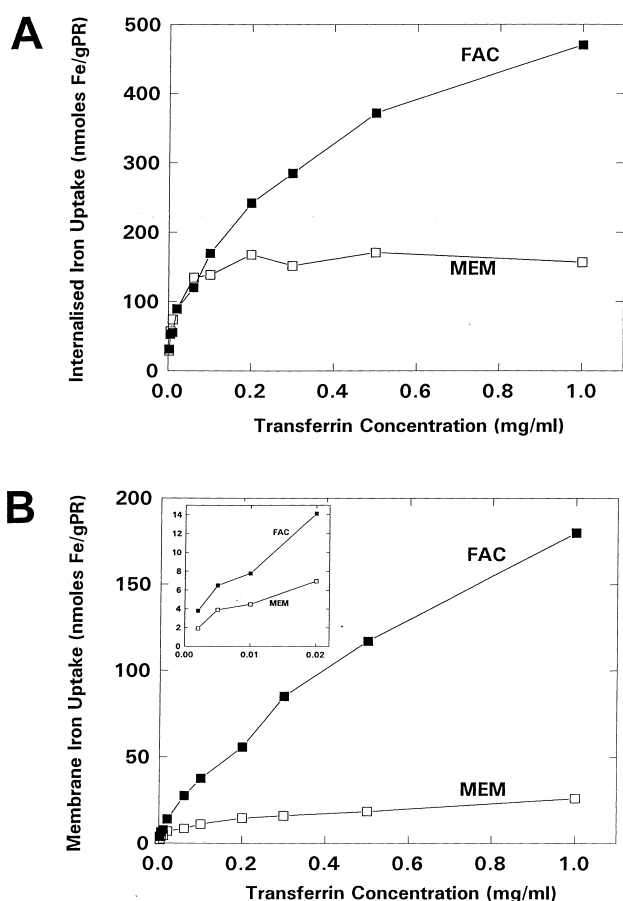 A
Internalised Iron Uptake (nmoles Fe/gPR)
500
400
300
200
100
0
FAC
MEM
0.0 0.2 0.4 0.6 0.8 1.0
Transferrin Concentration (mg/ml)
B
Membrane Iron Uptake (nmoles Fe/gPR)
200
150
100
50
0
14
12
10
8
6
4
2
0
FAC
MEM
0.00 0.01 0.02
FAC
MEM
0.0 0.2 0.4 0.6 0.8 1.0
Transferrin Concentration (mg/ml)